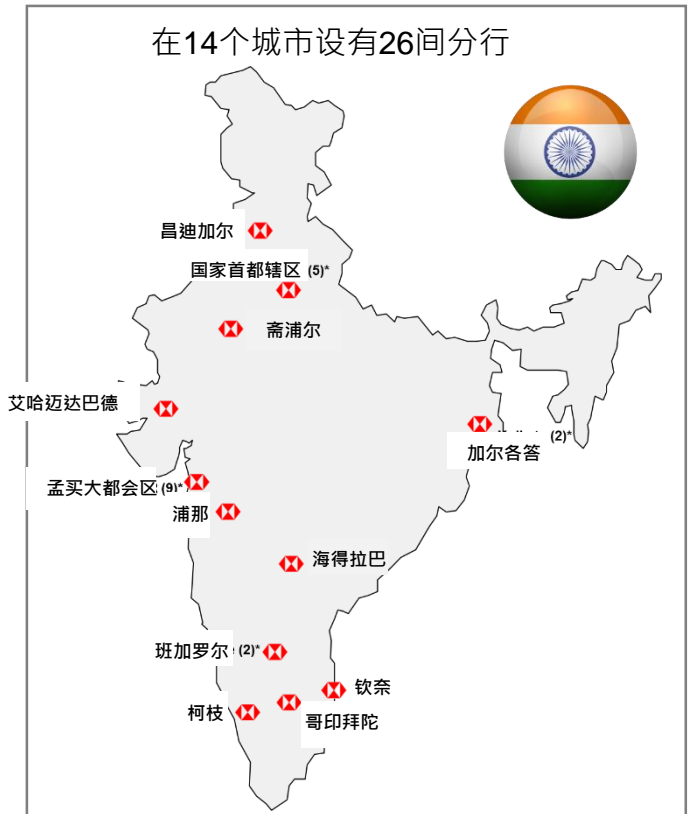 在14个城市设有26间分行
昌迪加尔
国家首都辖区 (5)*
斋浦尔
艾哈迈达巴德
(2)*
加尔各答
孟买大都会区 (9)*
浦那
海得拉巴
班加罗尔 (2)*
钦奈
柯枝
哥印拜陀